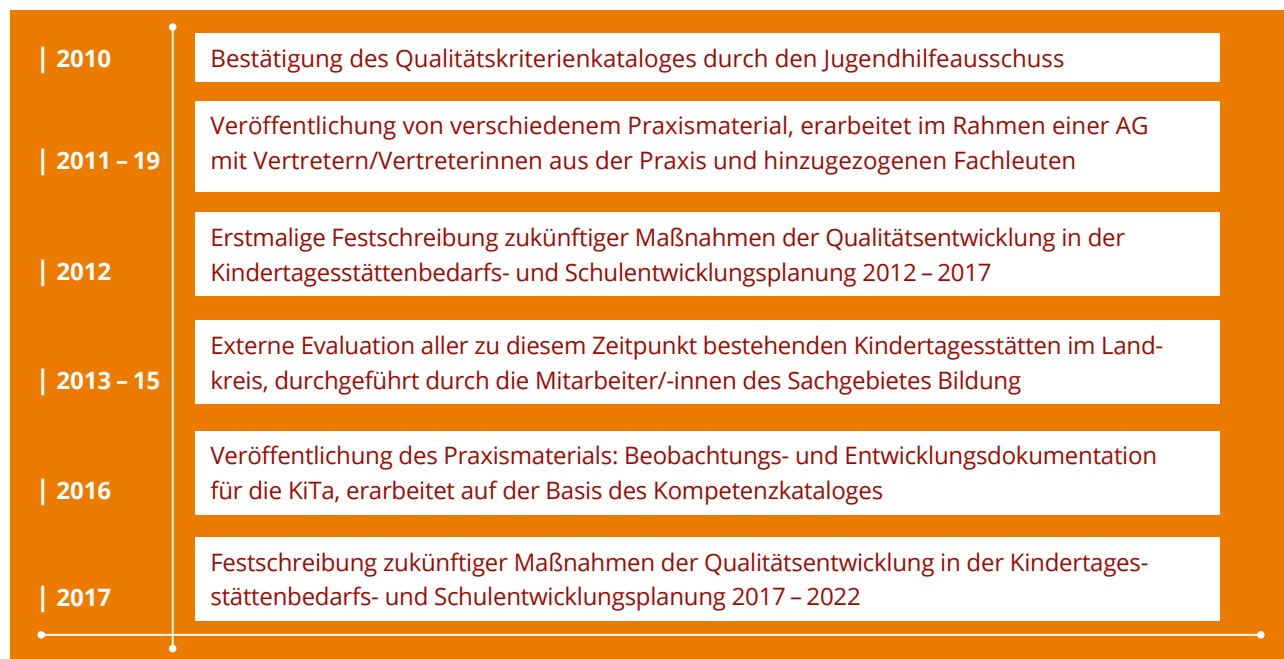 | 2010
Bestätigung des Qualitätskriterienkataloges durch den Jugendhilfeausschuss
| 2011 – 19
Veröffentlichung von verschiedenem Praxismaterial, erarbeitet im Rahmen einer AG
mit Vertretern/Vertreterinnen aus der Praxis und hinzugezogenen Fachleuten
| 2012
Erstmalige Festschreibung zukünftiger Maßnahmen der Qualitätsentwicklung in der
Kindertagesstättenbedarfs- und Schulentwicklungsplanung 2012 – 2017
| 2013 – 15
Externe Evaluation aller zu diesem Zeitpunkt bestehenden Kindertagesstätten im Land-
kreis, durchgeführt durch die Mitarbeiter/-innen des Sachgebietes Bildung
| 2016
Veröffentlichung des Praxismaterials: Beobachtungs- und Entwicklungsdokumentation
für die KiTa, erarbeitet auf der Basis des Kompetenzkataloges
| 2017
Festschreibung zukünftiger Maßnahmen der Qualitätsentwicklung in der Kindertages-
stättenbedarfs- und Schulentwicklungsplanung 2017 – 2022